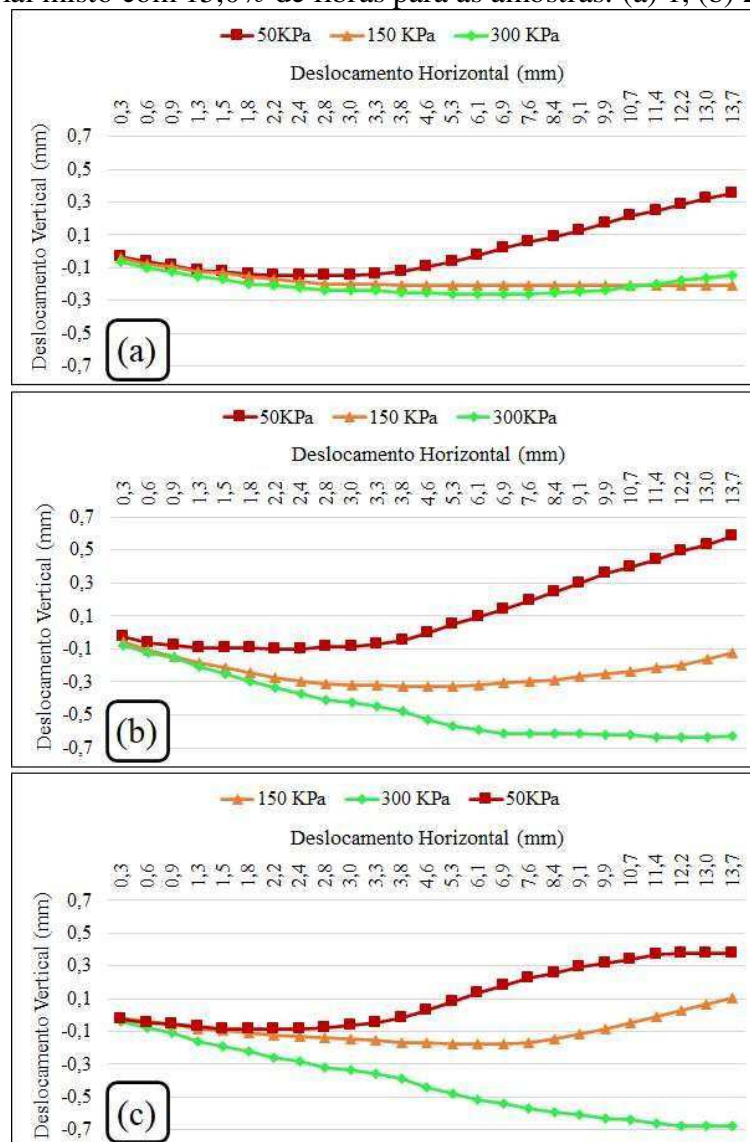 misto com 15,0% de fibras para as amostras: (a) 1, (b) 2
50KPa 150 KPa 300 KPa
Deslocamento Horizontal (mm)
0,3 0,6 0,9 1,3 1,5 1,8 2,2 2,4 2,8 3,0 3,3 3,8 4,6 5,3 6,1 6,9 7,6 8,4 9,1 9,9 10,7 11,4 12,2 13,0 13,7
Deslocamento Vertical (mm)
0,7
0,5
0,3
0,1
-0,1
-0,3
-0,5
-0,7
(a)
50KPa 150 KPa 300KPa
Deslocamento Horizontal (mm)
0,3 0,6 0,9 1,3 1,5 1,8 2,2 2,4 2,8 3,0 3,3 3,8 4,6 5,3 6,1 6,9 7,6 8,4 9,1 9,9 10,7 11,4 12,2 13,0 13,7
Deslocamento Vertical (mm)
0,7
0,5
0,3
0,1
-0,1
-0,3
-0,5
-0,7
(b)
150 KPa 300 KPa 50KPa
Deslocamento Horizontal (mm)
0,3 0,6 0,9 1,3 1,5 1,8 2,2 2,4 2,8 3,0 3,3 3,8 4,6 5,3 6,1 6,9 7,6 8,4 9,1 9,9 10,7 11,4 12,2 13,0 13,7
Deslocamento Vertical (mm)
0,7
0,5
0,3
0,1
-0,1
-0,3
-0,5
-0,7
(c)